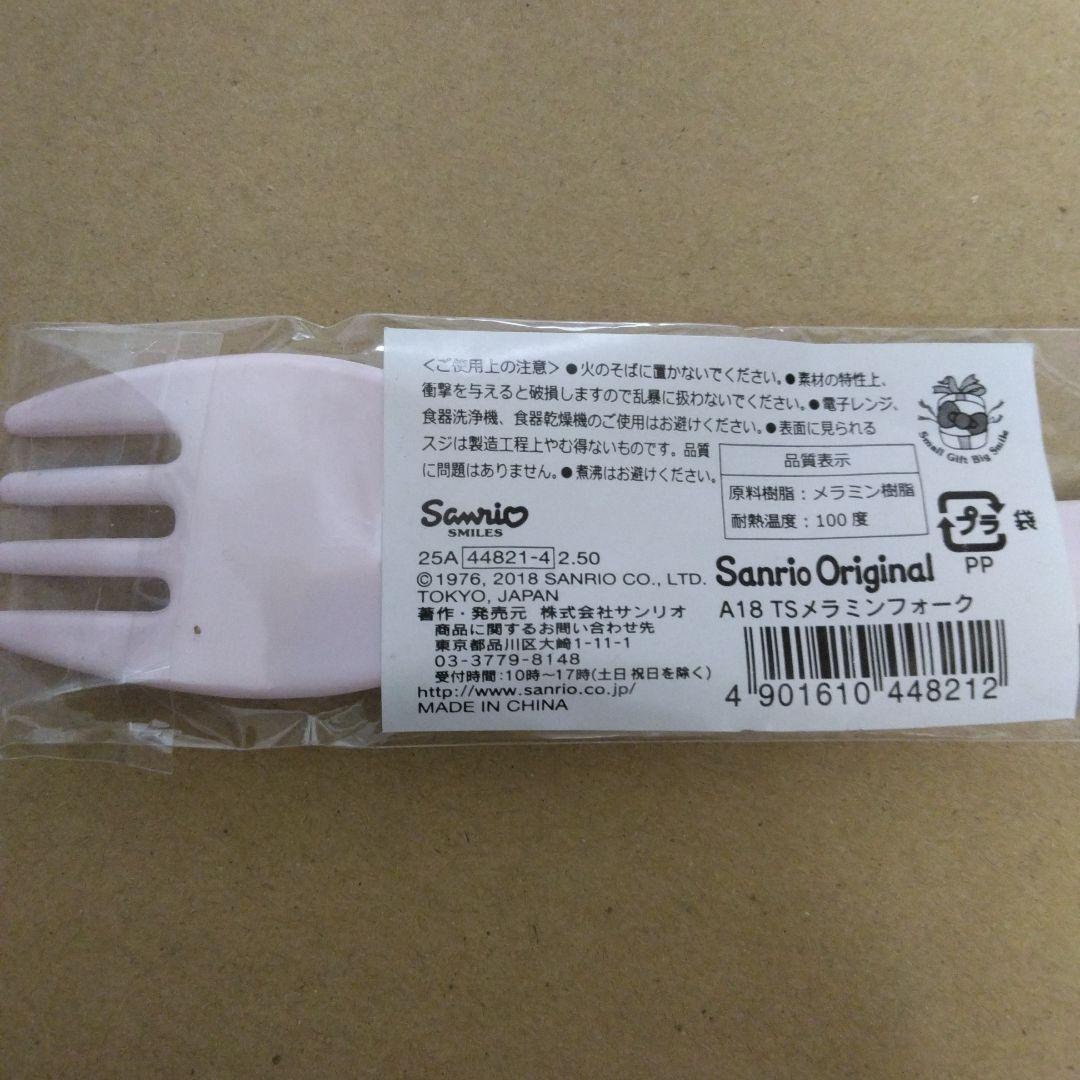 <ご使用上の注意> ●火のそばに置かないでください。●素材の特性上、
衝撃を与えると破損しますので乱暴に扱わないでください。●電子レンジ、
食器洗浄機、食器乾燥機のご使用はお避けください。●表面に見られる
スジは製造工程上やむ得ないものです。品質
に問題はありません。●煮沸はお避けください。
品質表示
原料樹脂：メラミン樹脂
耐熱温度：100度
Small Gift Big Smile
プラ 袋
PP
Sanrio
SMILES
25A 44821-4 2.50
©1976, 2018 SANRIO CO., LTD.
TOKYO, JAPAN
著作・発売元 株式会社サンリオ
商品に関するお問い合わせ先
東京都品川区大崎1-11-1
03-3779-8148
受付時間：10時～17時(土日祝日を除く)
http://www.sanrio.co.jp/
MADE IN CHINA
Sanrio Original
A18 TSメラミンフォーク
4 901610 448212